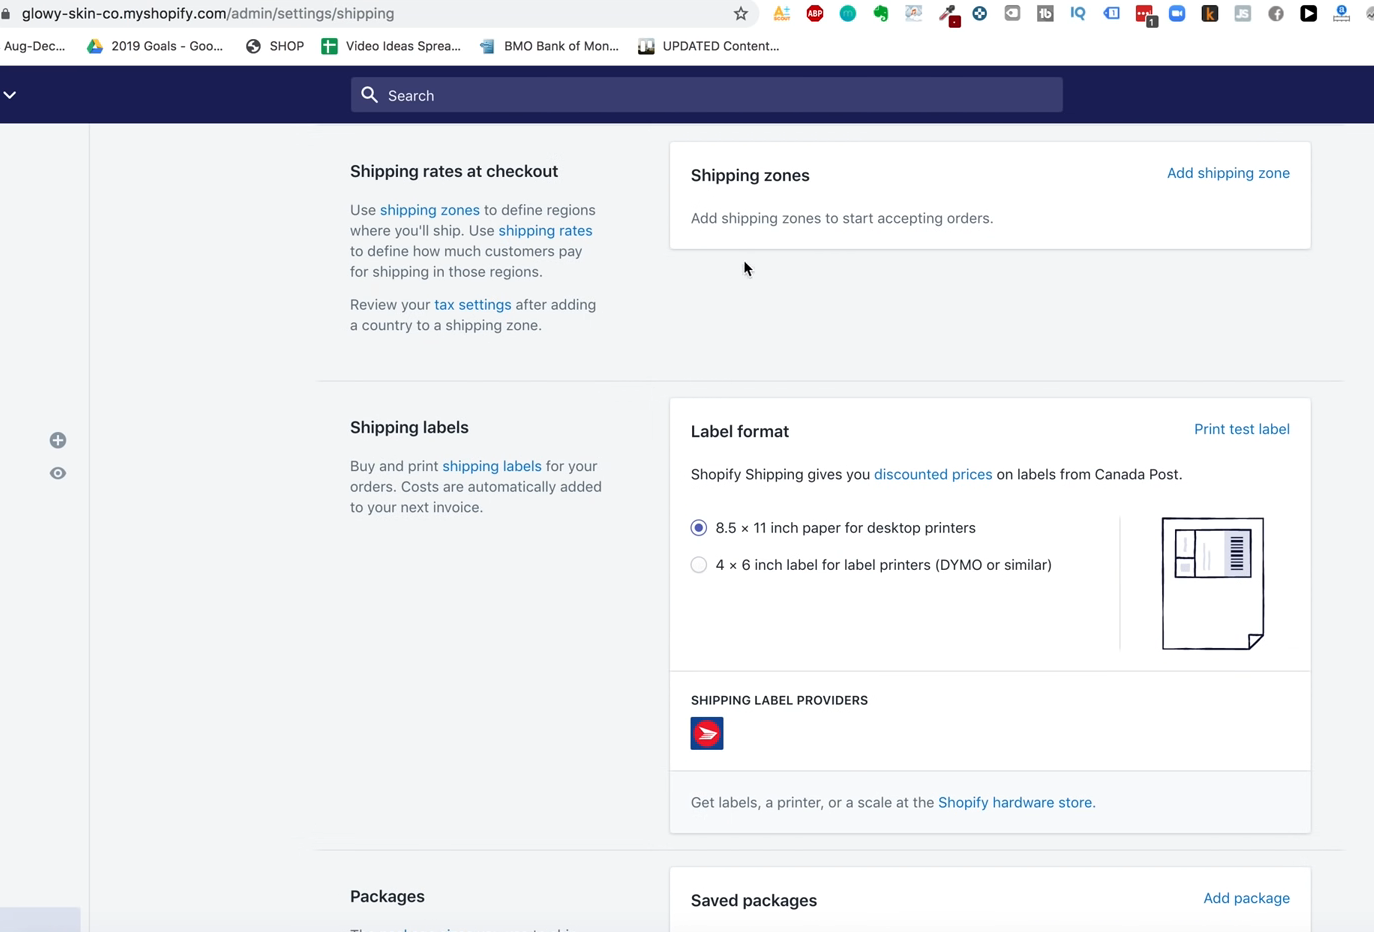 glowy-skin-co.myshopify.com/admin/settings/shipping
Aug-Dec...
2019 Goals - Goo...
SHOP
Video Ideas Sprea...
BMO Bank of Mon...
UPDATED Content...
Search
Shipping rates at checkout
Use shipping zones to define regions
where you'll ship. Use shipping rates
to define how much customers pay
for shipping in those regions.
Review your tax settings after adding
a country to a shipping zone.
Shipping zones
Add shipping zone
Add shipping zones to start accepting orders.
Shipping labels
Buy and print shipping labels for your
orders. Costs are automatically added
to your next invoice.
Label format
Print test label
Shopify Shipping gives you discounted prices on labels from Canada Post.
8.5 × 11 inch paper for desktop printers
4 × 6 inch label for label printers (DYMO or similar)
SHIPPING LABEL PROVIDERS
Get labels, a printer, or a scale at the Shopify hardware store.
Packages
Saved packages
Add package